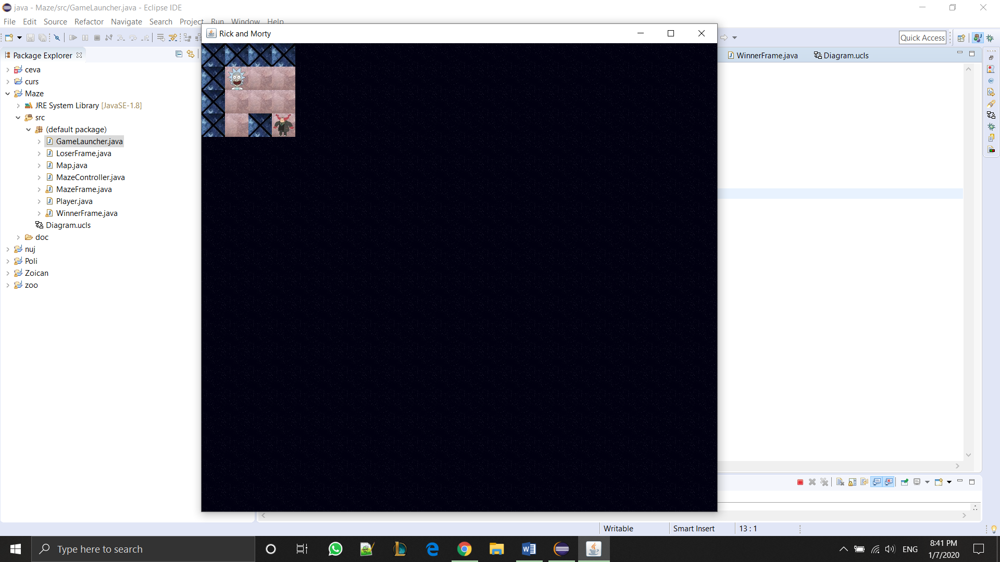 java - Maze/src/GameLauncher.java - Eclipse IDE
File Edit Source Refactor Navigate Search Project Run Window Help
Rick and Morty
Quick Access
Package Explorer
WinnerFrame.java
Diagram.ucls
ceva
curs
Maze
JRE System Library [JavaSE-1.8]
src
(default package)
GameLauncher.java
LoserFrame.java
Map.java
MazeController.java
MazeFrame.java
Player.java
WinnerFrame.java
Diagram.ucls
doc
nuj
Poli
Zoican
zoo
Writable
Smart Insert
13 : 1
Type here to search
ENG
8:41 PM
1/7/2020